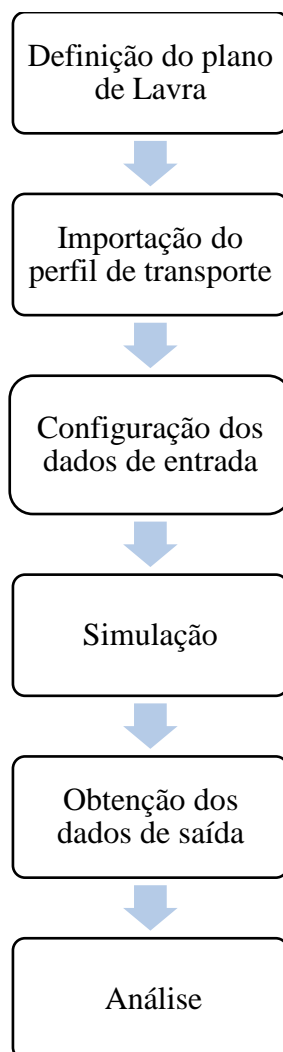 Definição do plano
de Lavra
Importação do
perfil de transporte
Configuração dos
dados de entrada
Simulação
Obtenção dos
dados de saída
Análise